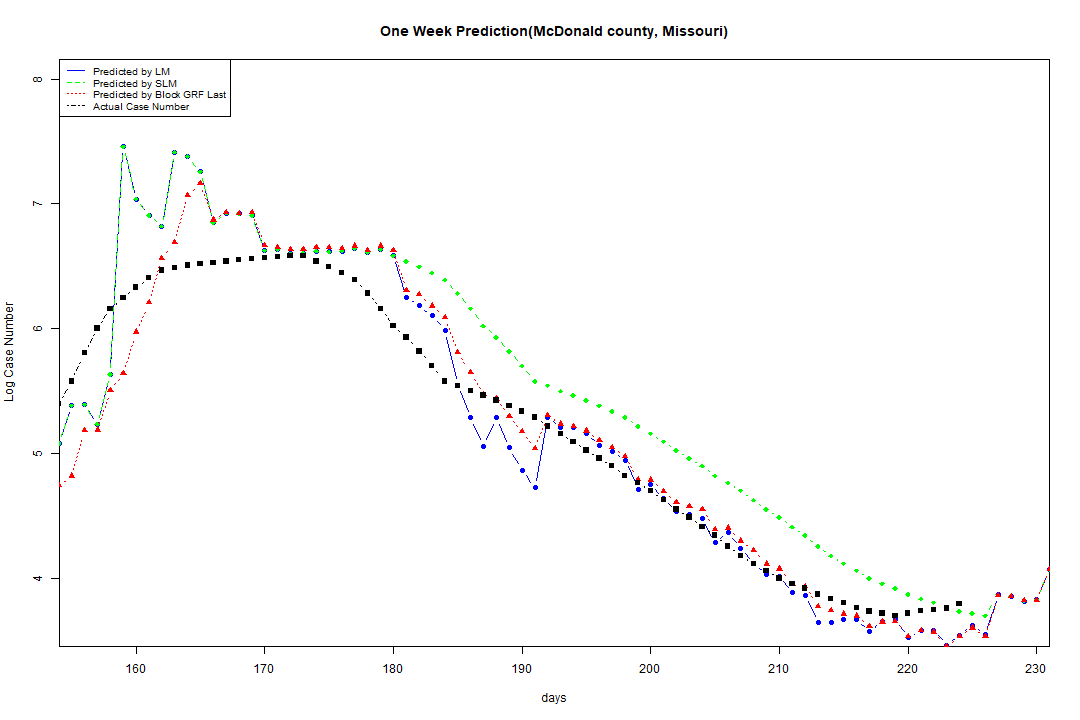 One Week Prediction(McDonald county, Missouri)
Predicted by LM
Predicted by SLM
Predicted by Block GRF Last
Actual Case Number
8
7
6
5
4
Log Case Number
160 170 180 190 200 210 220 230
days